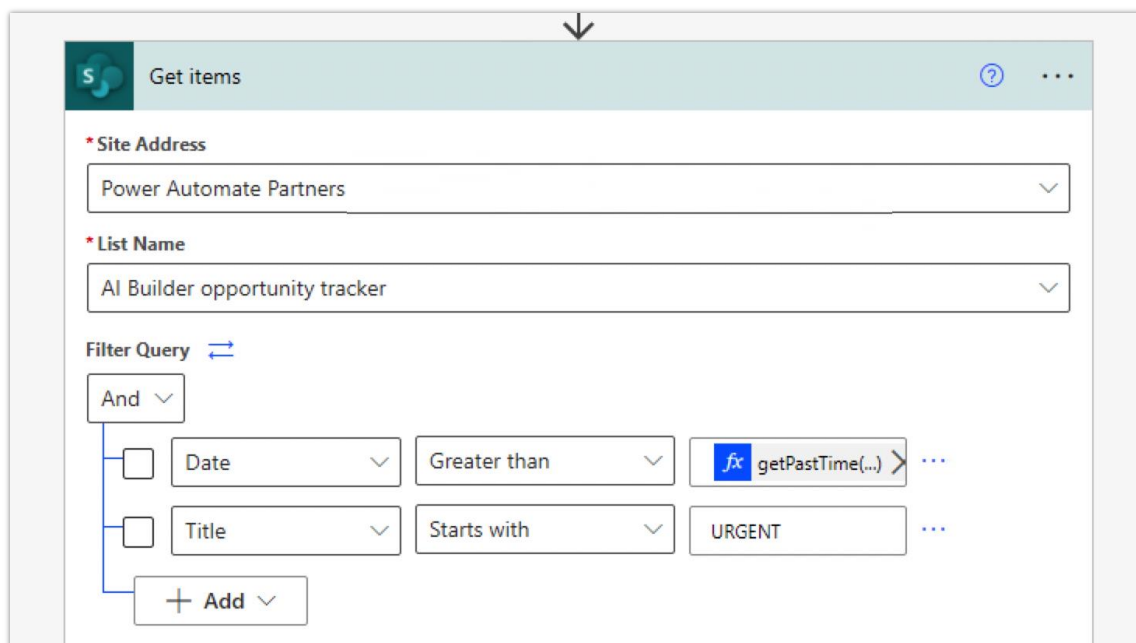 S
Get items
?
...
* Site Address
Power Automate Partners
* List Name
AI Builder opportunity tracker
Filter Query
And
Date Greater than fx getPastTime(...) ...
Title Starts with URGENT ...
+ Add